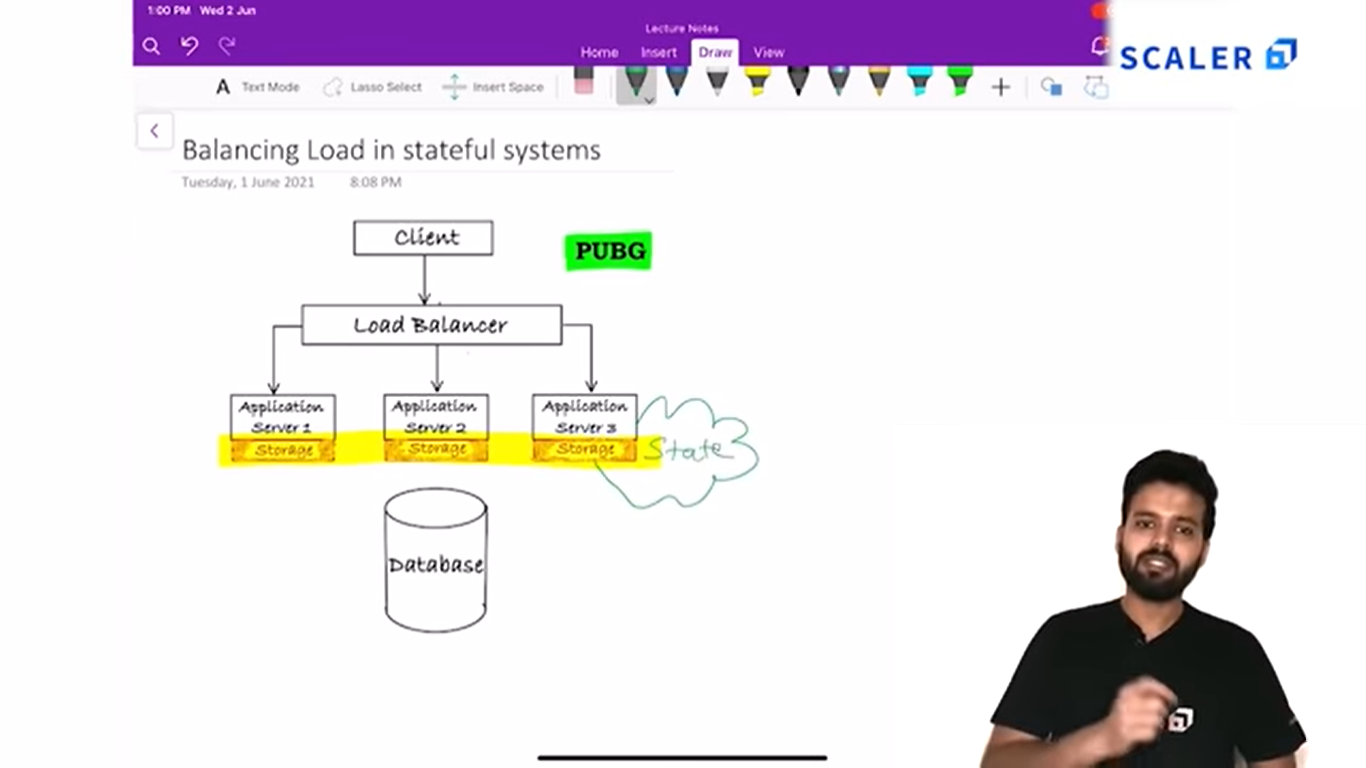 1:00 PM Wed 2 Jun
Lecture Notes
Home Insert Draw View
SCALER
A Text Mode Lasso Select Insert Space
Balancing Load in stateful systems
Tuesday, 1 June 2021 8:08 PM
Client
PUBG
Load Balancer
Application Server 1
Application Server 2
Application Server 3
Storage
Storage
Storage
State
Database